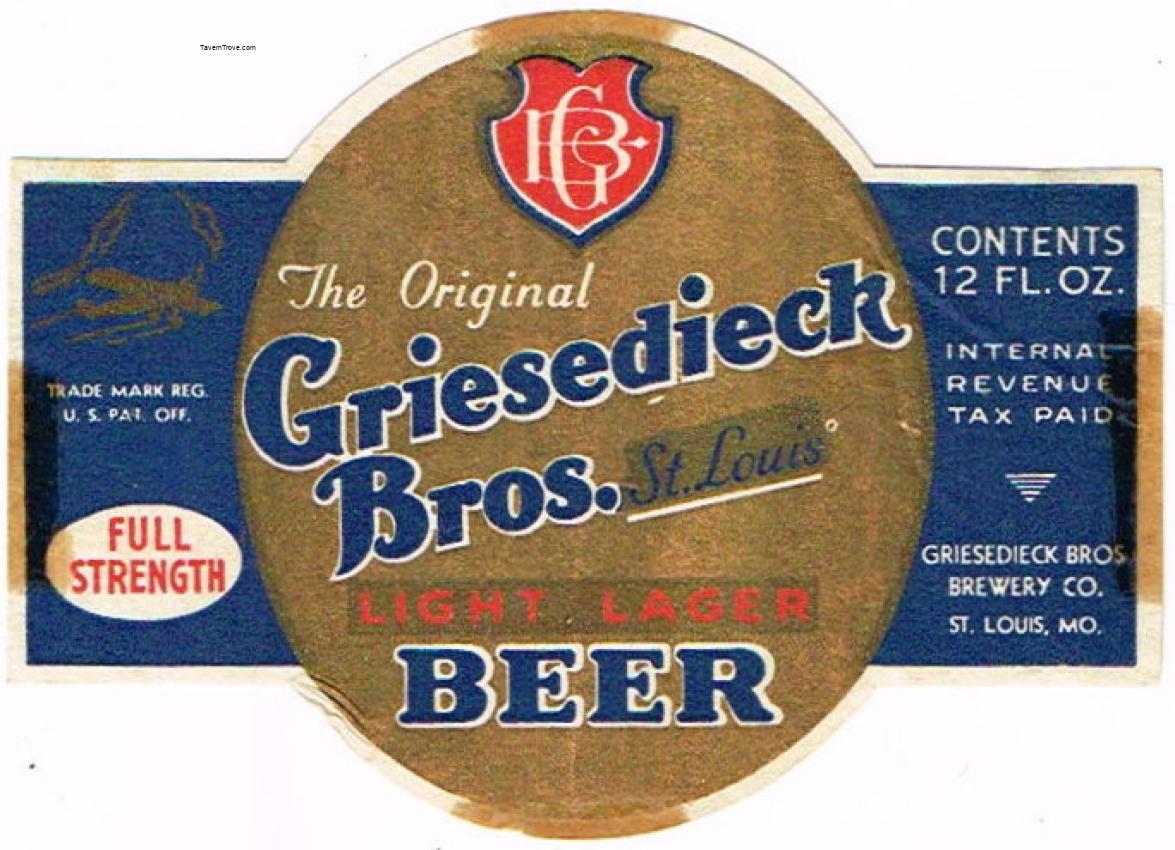 TavernTrove.com
GB
The Original
Griesedieck
Bros. St. Louis
LIGHT LAGER
BEER
TRADE MARK REG.
U. S. PAT. OFF.
FULL
STRENGTH
CONTENTS
12 FL. OZ.
INTERNAL
REVENUE
TAX PAID
GRIESEDIECK BROS
BREWERY CO.
ST. LOUIS, MO.